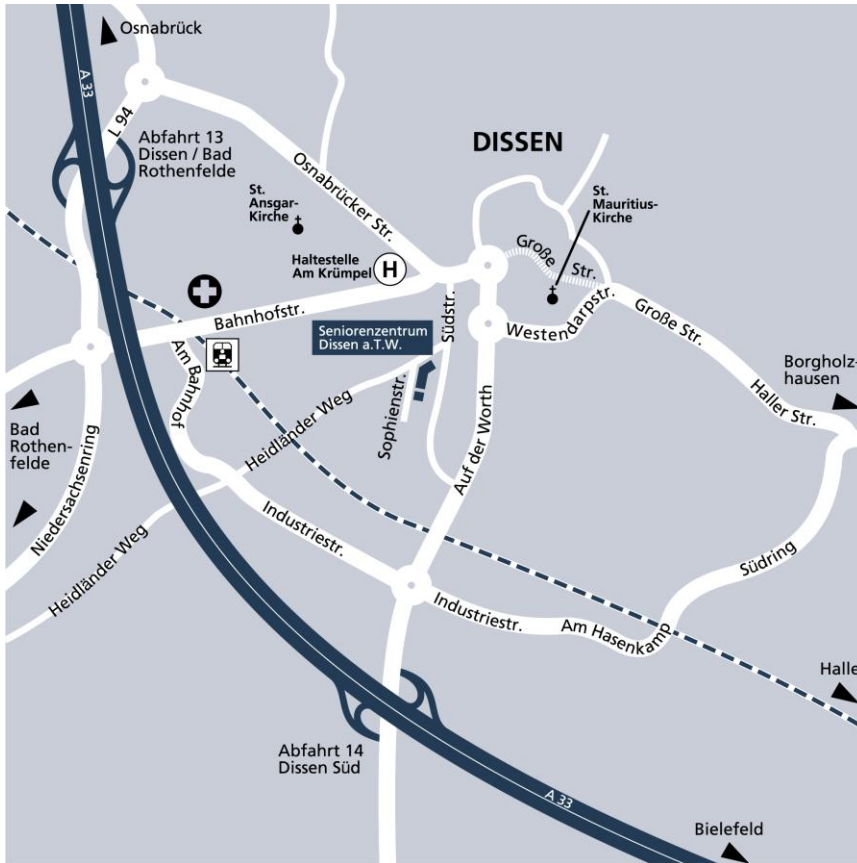 Osnabrück
A 33
L 94
Abfahrt 13
Dissen / Bad
Rothenfelde
Osnabrücker Str.
DISSEN
St.
Ansgar-
Kirche
St.
Mauritius-
Kirche
Haltestelle
Am Krümpel
H
Große Str.
Bahnhofstr.
Südstr.
Westendarpstr.
Große Str.
Seniorenzentrum
Dissen a.T.W.
Am Bahnhof
Sophienstr.
Borgholz-
hausen
Haller Str.
Bad
Rothen-
felde
Niedersachsenring
Heidländer Weg
Auf der Worth
Heidländer Weg
Industriestr.
Südring
Industriestr.
Am Hasenkamp
Halle
Abfahrt 14
Dissen Süd
A 33
Bielefeld